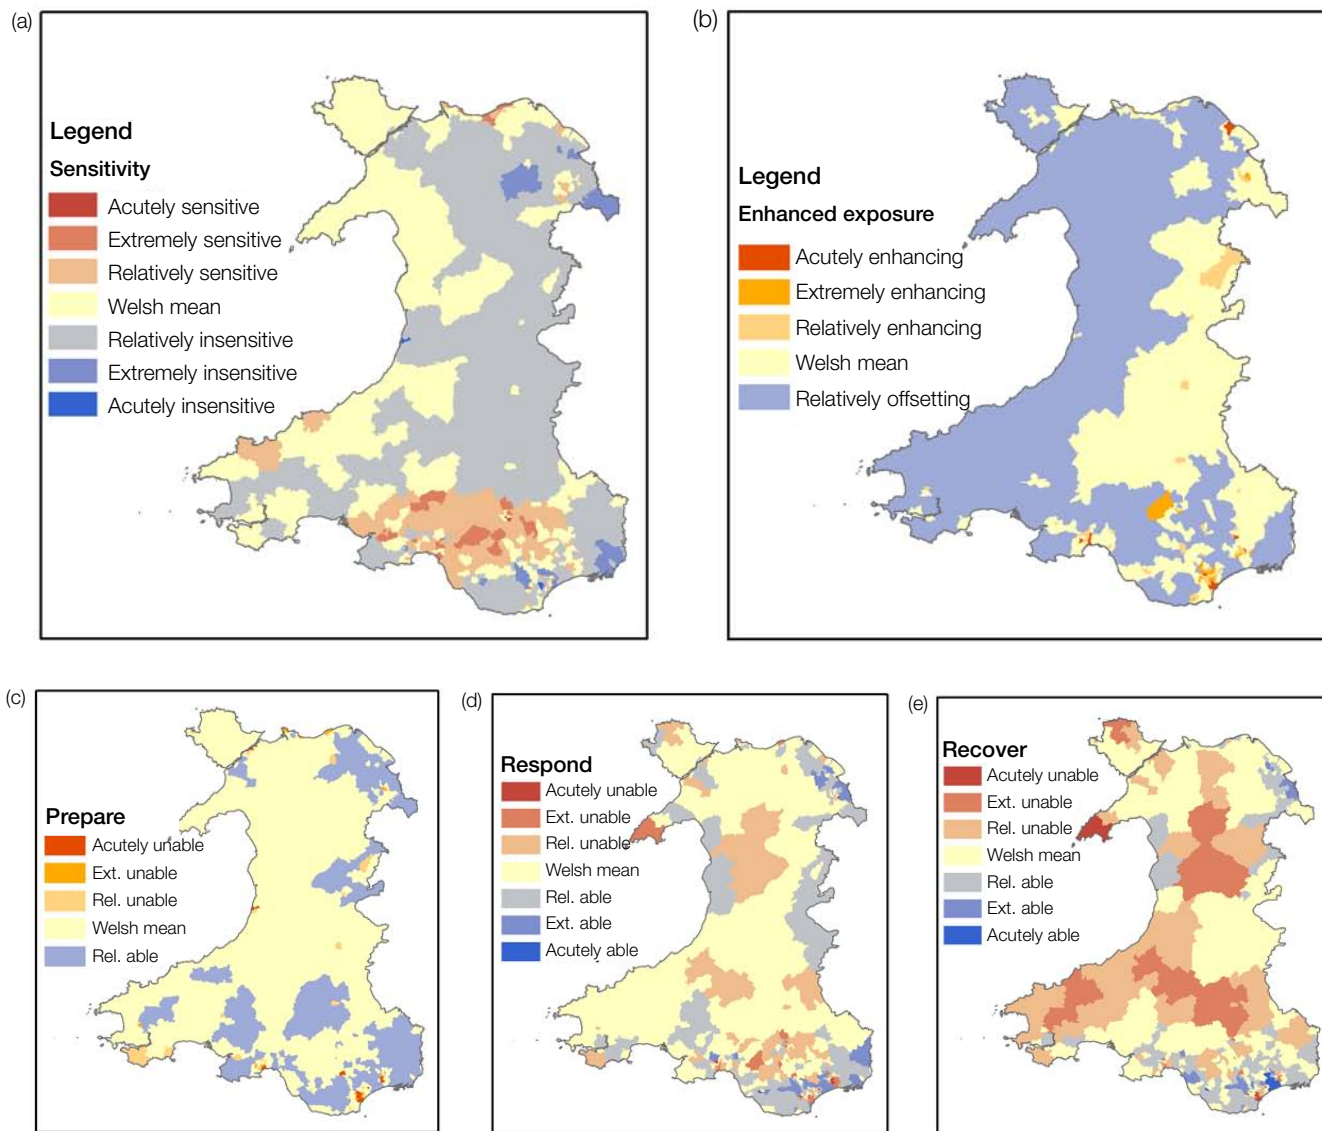 (a)
Legend
Sensitivity
Acutely sensitive
Extremely sensitive
Relatively sensitive
Welsh mean
Relatively insensitive
Extremely insensitive
Acutely insensitive
(b)
Legend
Enhanced exposure
Acutely enhancing
Extremely enhancing
Relatively enhancing
Welsh mean
Relatively offsetting
(c)
Prepare
Acutely unable
Ext. unable
Rel. unable
Welsh mean
Rel. able
(d)
Respond
Acutely unable
Ext. unable
Rel. unable
Welsh mean
Rel. able
Ext. able
Acutely able
(e)
Recover
Acutely unable
Ext. unable
Rel. unable
Welsh mean
Rel. able
Ext. able
Acutely able